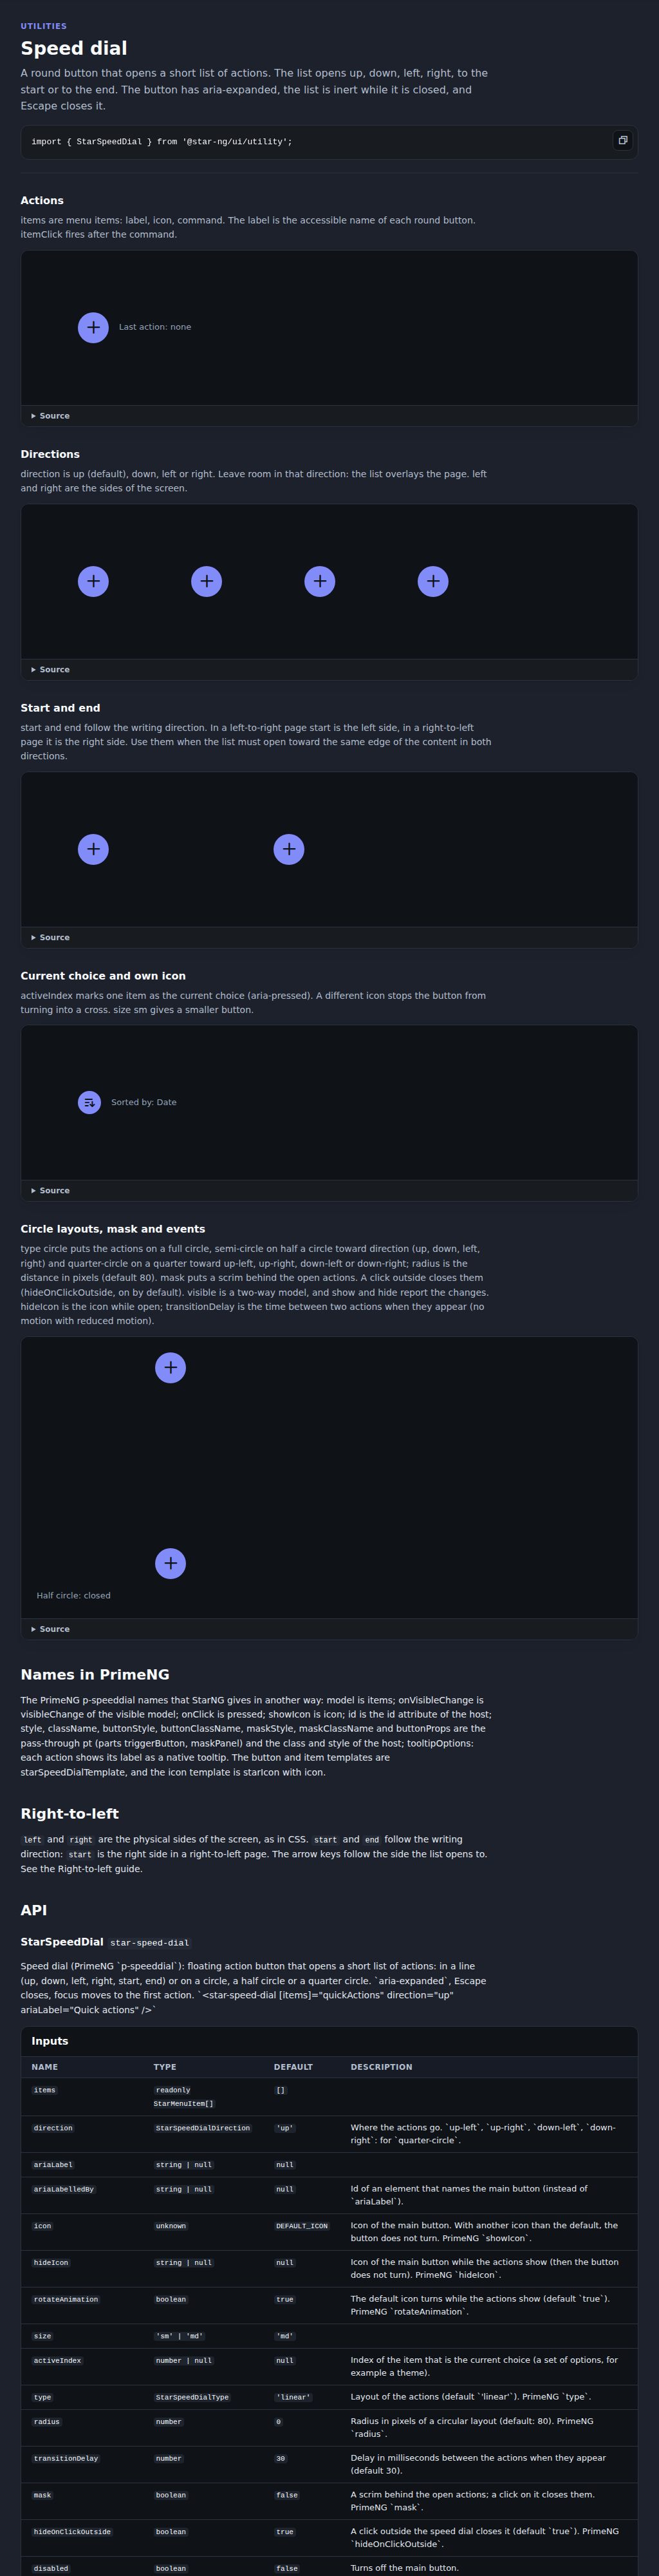 UTILITIES
Speed dial
A round button that opens a short list of actions. The list opens up, down, left, right, to the
start or to the end. The button has aria-expanded, the list is inert while it is closed, and
Escape closes it.
import { StarSpeedDial } from '@star-ng/ui/utility';
Actions
items are menu items: label, icon, command. The label is the accessible name of each round button.
itemClick fires after the command.
Last action: none
Source
Directions
direction is up (default), down, left or right. Leave room in that direction: the list overlays the page. left
and right are the sides of the screen.
Source
Start and end
start and end follow the writing direction. In a left-to-right page start is the left side, in a right-to-left
page it is the right side. Use them when the list must open toward the same edge of the content in both
directions.
Source
Current choice and own icon
activeIndex marks one item as the current choice (aria-pressed). A different icon stops the button from
turning into a cross. size sm gives a smaller button.
Sorted by: Date
Source
Circle layouts, mask and events
type circle puts the actions on a full circle, semi-circle on half a circle toward direction (up, down, left,
right) and quarter-circle on a quarter toward up-left, up-right, down-left or down-right; radius is the
distance in pixels (default 80). mask puts a scrim behind the open actions. A click outside closes them
(hideOnClickOutside, on by default). visible is a two-way model, and show and hide report the changes.
hideIcon is the icon while open; transitionDelay is the time between two actions when they appear (no
motion with reduced motion).
Half circle: closed
Source
Names in PrimeNG
The PrimeNG p-speeddial names that StarNG gives in another way: model is items; onVisibleChange is
visibleChange of the visible model; onClick is pressed; showIcon is icon; id is the id attribute of the host;
style, className, buttonStyle, buttonClassName, maskStyle, maskClassName and buttonProps are the
pass-through pt (parts triggerButton, maskPanel) and the class and style of the host; tooltipOptions:
each action shows its label as a native tooltip. The button and item templates are
starSpeedDialTemplate, and the icon template is starIcon with icon.
Right-to-left
left and right are the physical sides of the screen, as in CSS. start and end follow the writing
direction: start is the right side in a right-to-left page. The arrow keys follow the side the list opens to.
See the Right-to-left guide.
API
StarSpeedDial star-speed-dial
Speed dial (PrimeNG `p-speeddial`): floating action button that opens a short list of actions: in a line
(up, down, left, right, start, end) or on a circle, a half circle or a quarter circle. `aria-expanded`, Escape
closes, focus moves to the first action. `<star-speed-dial [items]="quickActions" direction="up"
ariaLabel="Quick actions" />`
Inputs
NAME TYPE DEFAULT DESCRIPTION
items readonly StarMenuItem[] []
direction StarSpeedDialDirection 'up' Where the actions go. `up-left`, `up-right`, `down-left`, `down-
right`: for `quarter-circle`.
ariaLabel string | null null
ariaLabelledBy string | null null Id of an element that names the main button (instead of
`ariaLabel`).
icon unknown DEFAULT_ICON Icon of the main button. With another icon than the default, the
button does not turn. PrimeNG `showIcon`.
hideIcon string | null null Icon of the main button while the actions show (then the button
does not turn). PrimeNG `hideIcon`.
rotateAnimation boolean true The default icon turns while the actions show (default `true`).
PrimeNG `rotateAnimation`.
size 'sm' | 'md' 'md'
activeIndex number | null null Index of the item that is the current choice (a set of options, for
example a theme).
type StarSpeedDialType 'linear' Layout of the actions (default `'linear'`). PrimeNG `type`.
radius number 0 Radius in pixels of a circular layout (default: 80). PrimeNG
`radius`.
transitionDelay number 30 Delay in milliseconds between the actions when they appear
(default 30).
mask boolean false A scrim behind the open actions; a click on it closes them.
PrimeNG `mask`.
hideOnClickOutside boolean true A click outside the speed dial closes it (default `true`). PrimeNG
`hideOnClickOutside`.
disabled boolean false Turns off the main button.